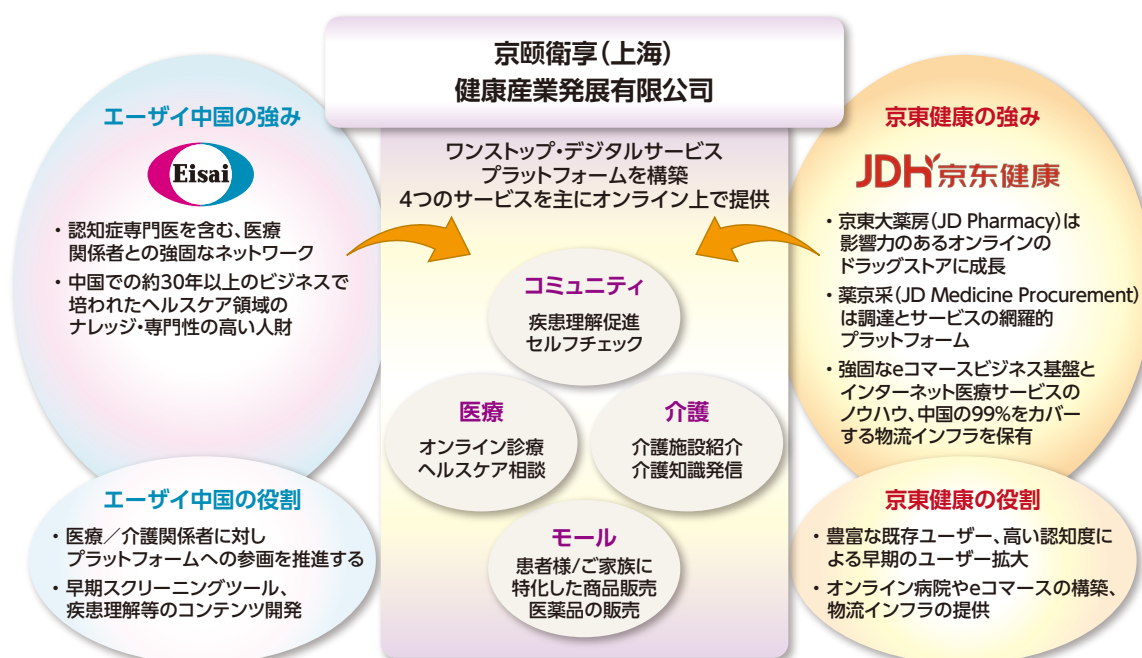 京颐衛享（上海）
健康産業発展有限公司
エーザイ中国の強み
Eisai
・認知症専門医を含む、医療
関係者との強固なネットワーク
・中国での約30年以上のビジネスで
培われたヘルスケア領域の
ナレッジ・専門性の高い人財
エーザイ中国の役割
・医療／介護関係者に対し
プラットフォームへの参画を推進する
・早期スクリーニングツール、
疾患理解等のコンテンツ開発
ワンストップ・デジタルサービス
プラットフォームを構築
4つのサービスを主にオンライン上で提供
コミュニティ
疾患理解促進
セルフチェック
医療
オンライン診療
ヘルスケア相談
介護
介護施設紹介
介護知識発信
モール
患者様/ご家族に
特化した商品販売
医薬品の販売
京東健康の強み
JDH 京东健康
・京東大薬房（JD Pharmacy）は
影響力のあるオンラインの
ドラッグストアに成長
・薬京采（JD Medicine Procurement）
は調達とサービスの網羅的
プラットフォーム
・強固なeコマースビジネス基盤と
インターネット医療サービスの
ノウハウ、中国の99%をカバー
する物流インフラを保有
京東健康の役割
・豊富な既存ユーザー、高い認知度に
よる早期のユーザー拡大
・オンライン病院やeコマースの構築、
物流インフラの提供